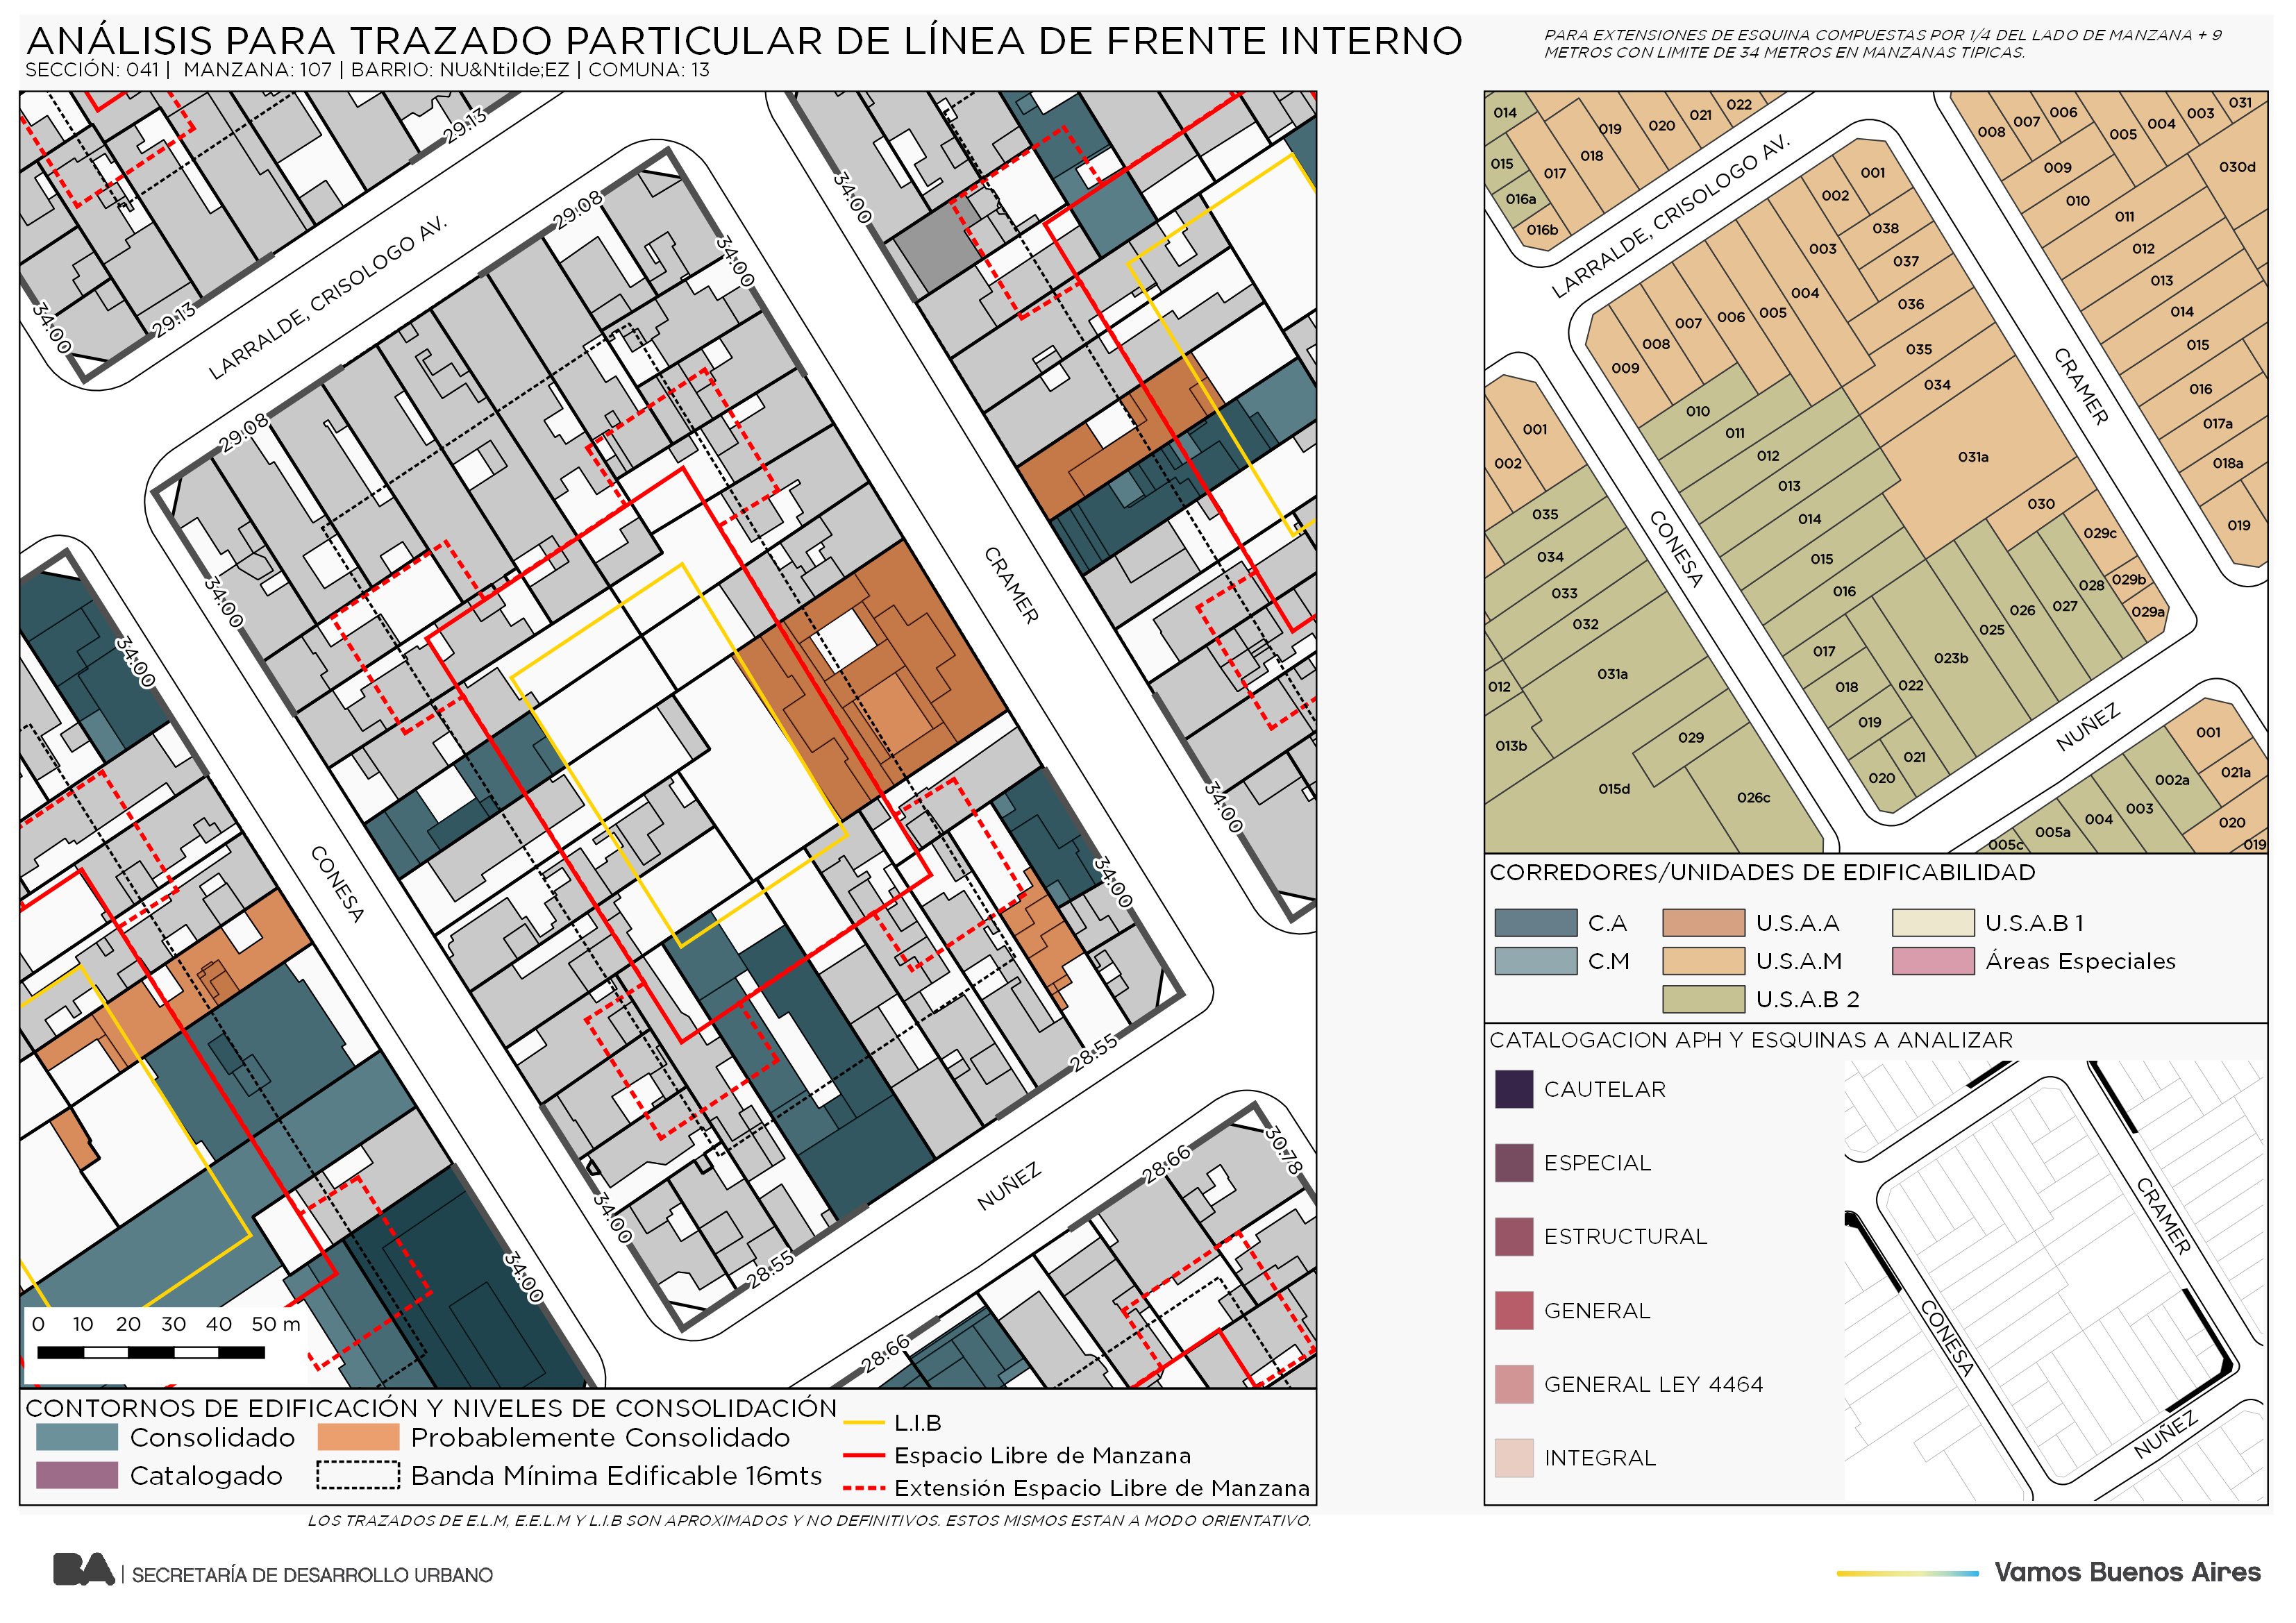 ANÁLISIS PARA TRAZADO PARTICULAR DE LÍNEA DE FRENTE INTERNO
SECCIÓN: 041 | MANZANA: 107 | BARRIO: NU&Ntilde;EZ | COMUNA: 13
PARA EXTENSIONES DE ESQUINA COMPUESTAS POR 1/4 DEL LADO DE MANZANA + 9
METROS CON LIMITE DE 34 METROS EN MANZANAS TIPICAS.
29.13
29.13
34.00
LARRALDE, CRISOLOGO AV.
29.08
29.08
34.00
34.00
34.00
34.00
CRAMER
CONESA
34.00
34.00
34.00
34.00
28.55
28.55
NUÑEZ
28.66
28.66
30.78
0 10 20 30 40 50 m
CONTORNOS DE EDIFICACIÓN Y NIVELES DE CONSOLIDACIÓN
Consolidado
Probablemente Consolidado
Catalogado
Banda Mínima Edificable 16mts
L.I.B
Espacio Libre de Manzana
Extensión Espacio Libre de Manzana
LOS TRAZADOS DE E.L.M, E.E.L.M Y L.I.B SON APROXIMADOS Y NO DEFINITIVOS. ESTOS MISMOS ESTAN A MODO ORIENTATIVO.
014
015
016a
016b
017
018
019
020
021
022
008
007
006
005
004
003
031
030d
009
010
011
012
013
014
015
016
017a
018a
019
LARRALDE, CRISOLOGO AV.
CRAMER
CONESA
NUÑEZ
001
002
003
004
005
006
007
008
009
038
037
036
035
034
031a
030
029c
029b
029a
028
027
026
025
023b
022
021
020
019
018
017
016
015
014
013
012
011
010
001
002
035
034
033
032
031a
012
013b
029
015d
026c
001
021a
002a
003
004
005a
005c
020
019
CORREDORES/UNIDADES DE EDIFICABILIDAD
C.A
U.S.A.A
U.S.A.B 1
C.M
U.S.A.M
Áreas Especiales
U.S.A.B 2
CATALOGACION APH Y ESQUINAS A ANALIZAR
CAUTELAR
ESPECIAL
ESTRUCTURAL
GENERAL
GENERAL LEY 4464
INTEGRAL
CRAMER
CONESA
NUÑEZ
BA | SECRETARÍA DE DESARROLLO URBANO
Vamos Buenos Aires